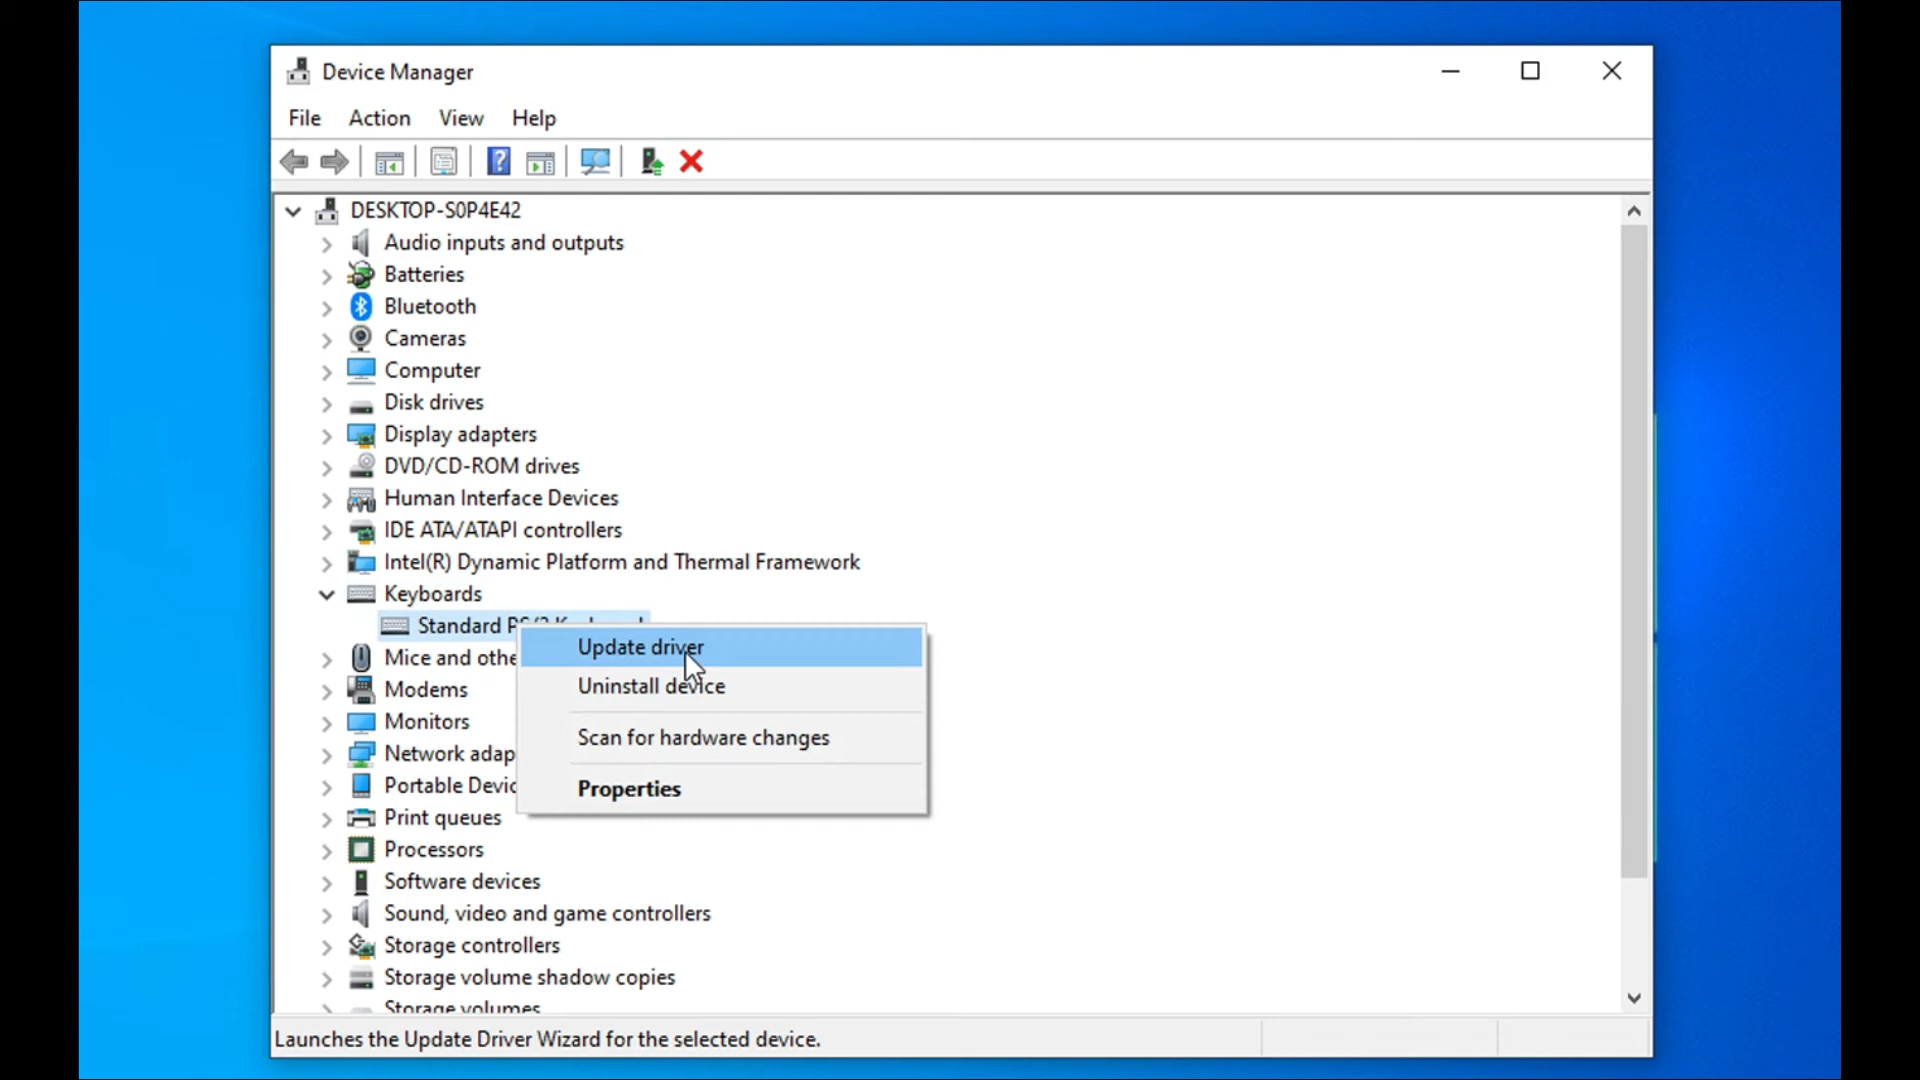 Device Manager
File Action View Help
DESKTOP-S0P4E42
Audio inputs and outputs
Batteries
Bluetooth
Cameras
Computer
Disk drives
Display adapters
DVD/CD-ROM drives
Human Interface Devices
IDE ATA/ATAPI controllers
Intel(R) Dynamic Platform and Thermal Framework
Keyboards
Standard
Update driver
Mice and othe
Uninstall device
Modems
Monitors
Scan for hardware changes
Network adap
Portable Devic
Properties
Print queues
Processors
Software devices
Sound, video and game controllers
Storage controllers
Storage volume shadow copies
Storage volumes
Launches the Update Driver Wizard for the selected device.